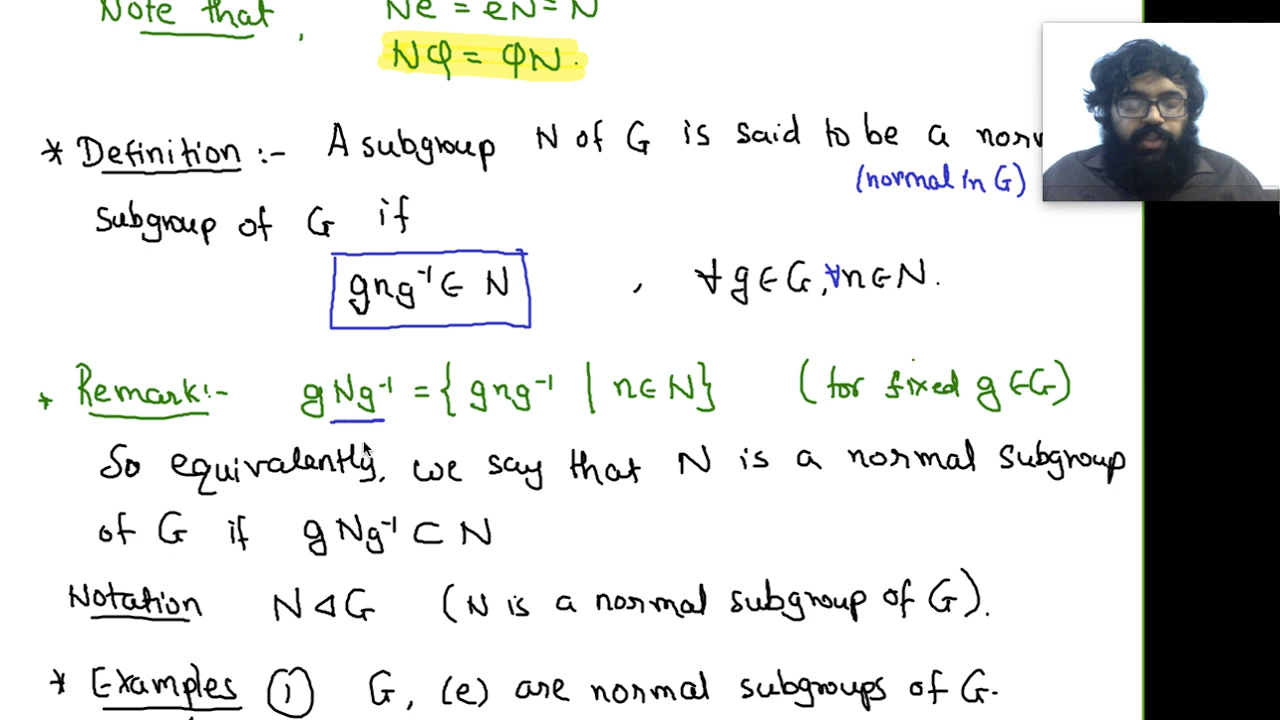 Note that, Ne = eN = N
Nφ = φN.
* Definition :- A subgroup N of G is said to be a
(normal in G)
subgroup of G if
gng⁻¹ ∈ N , ∀ g ∈ G, ∀n ∈ N.
* Remark :- gNg⁻¹ = { gng⁻¹ | n ∈ N} (for fixed g ∈ G)
So equivalently, we say that N is a normal subgroup
of G if gNg⁻¹ ⊂ N
Notation N ⊲ G (N is a normal subgroup of G).
* Examples ① G, (e) are normal subgroups of G.